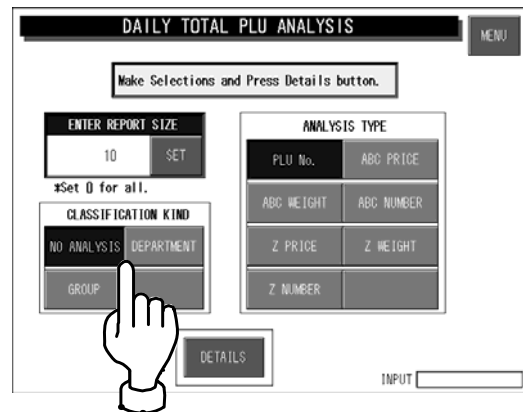 DAILY TOTAL PLU ANALYSIS
MENU
Make Selections and Press Details button.
ENTER REPORT SIZE
10 SET
*Set 0 for all.
CLASSIFICATION KIND
NO ANALYSIS DEPARTMENT
GROUP
ANALYSIS TYPE
PLU No. ABC PRICE
ABC WEIGHT ABC NUMBER
Z PRICE Z WEIGHT
Z NUMBER
DETAILS
INPUT